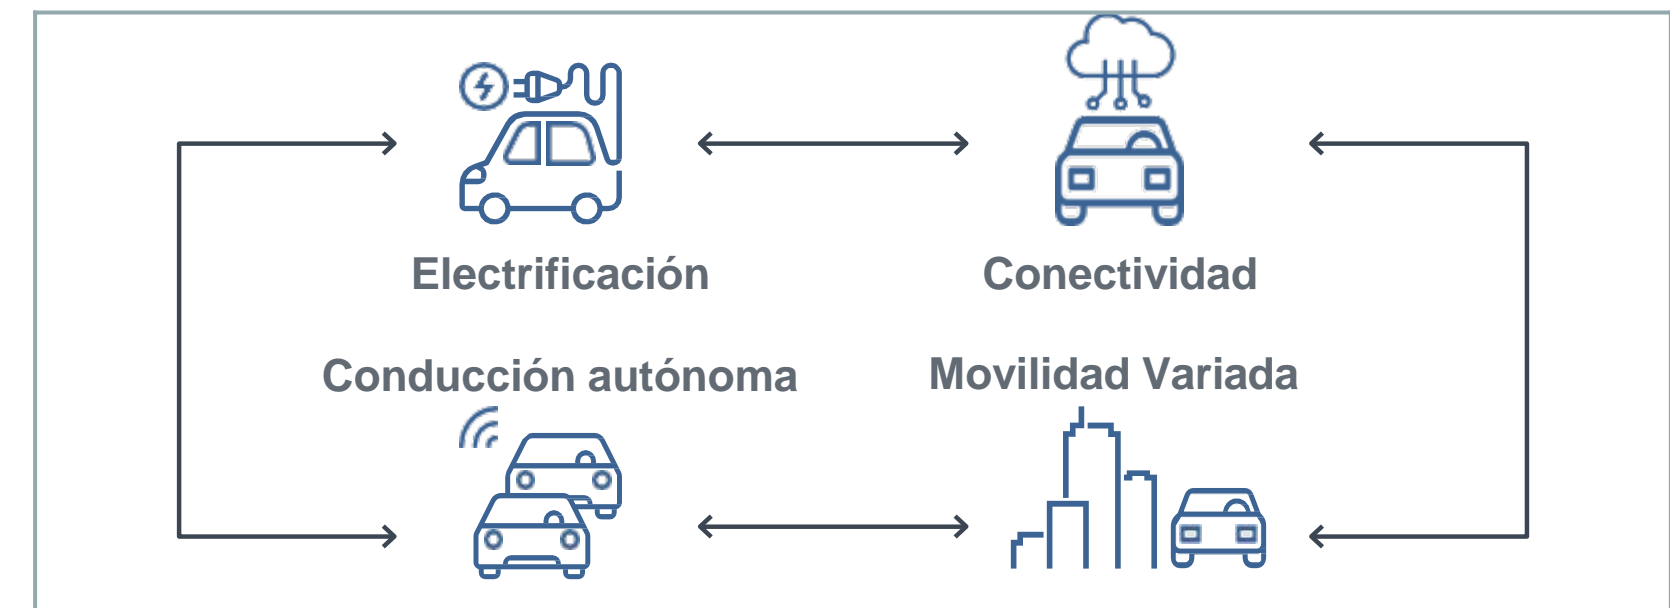 Electrificación
Conectividad
Conducción autónoma
Movilidad Variada